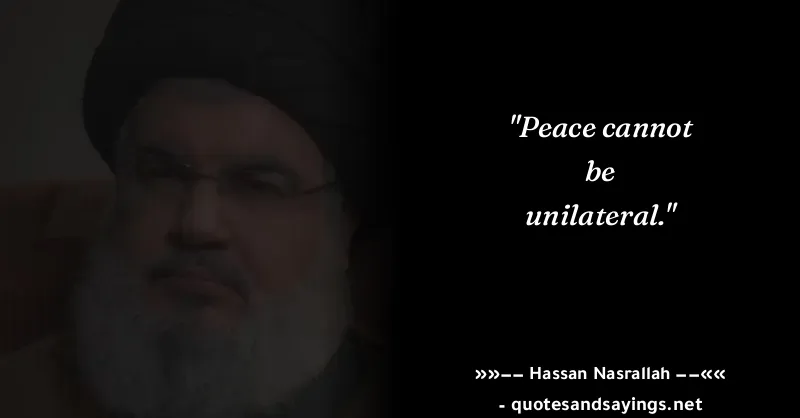 "Peace cannot
be
unilateral."
»»–– Hassan Nasrallah ––««
- quotesandsayings.net